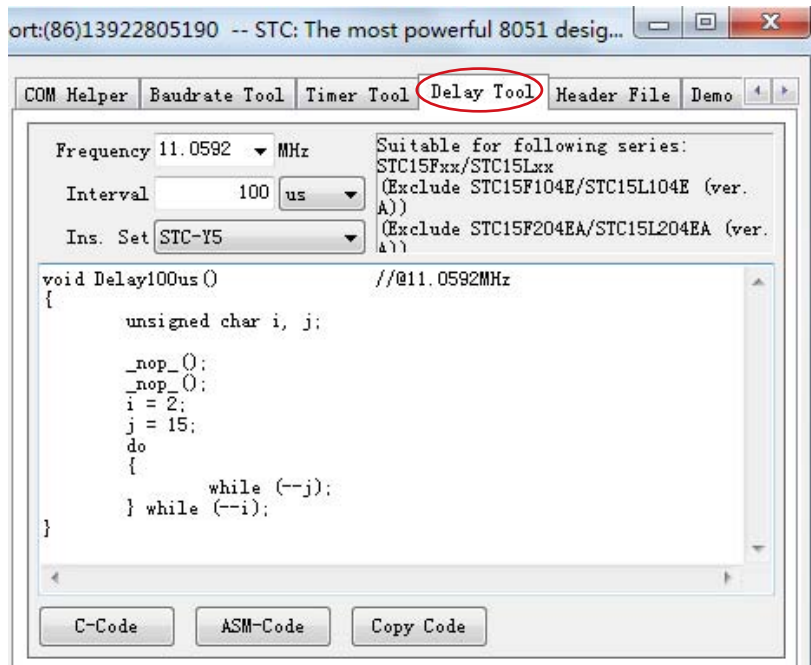 ort:(86)13922805190 -- STC: The most powerful 8051 desig...
COM Helper Baudrate Tool Timer Tool Delay Tool Header File Demo
Frequency 11.0592 MHz
Interval 100 us
Ins. Set STC-Y5
Suitable for following series:
STC15Fxx/STC15Lxx
(Exclude STC15F104E/STC15L104E (ver.
A))
(Exclude STC15F204EA/STC15L204EA (ver.
A))
void Delay100us() //@11.0592MHz
{
unsigned char i, j;
_nop_();
_nop_();
i = 2;
j = 15;
do
{
while (--j);
} while (--i);
}
C-Code ASM-Code Copy Code